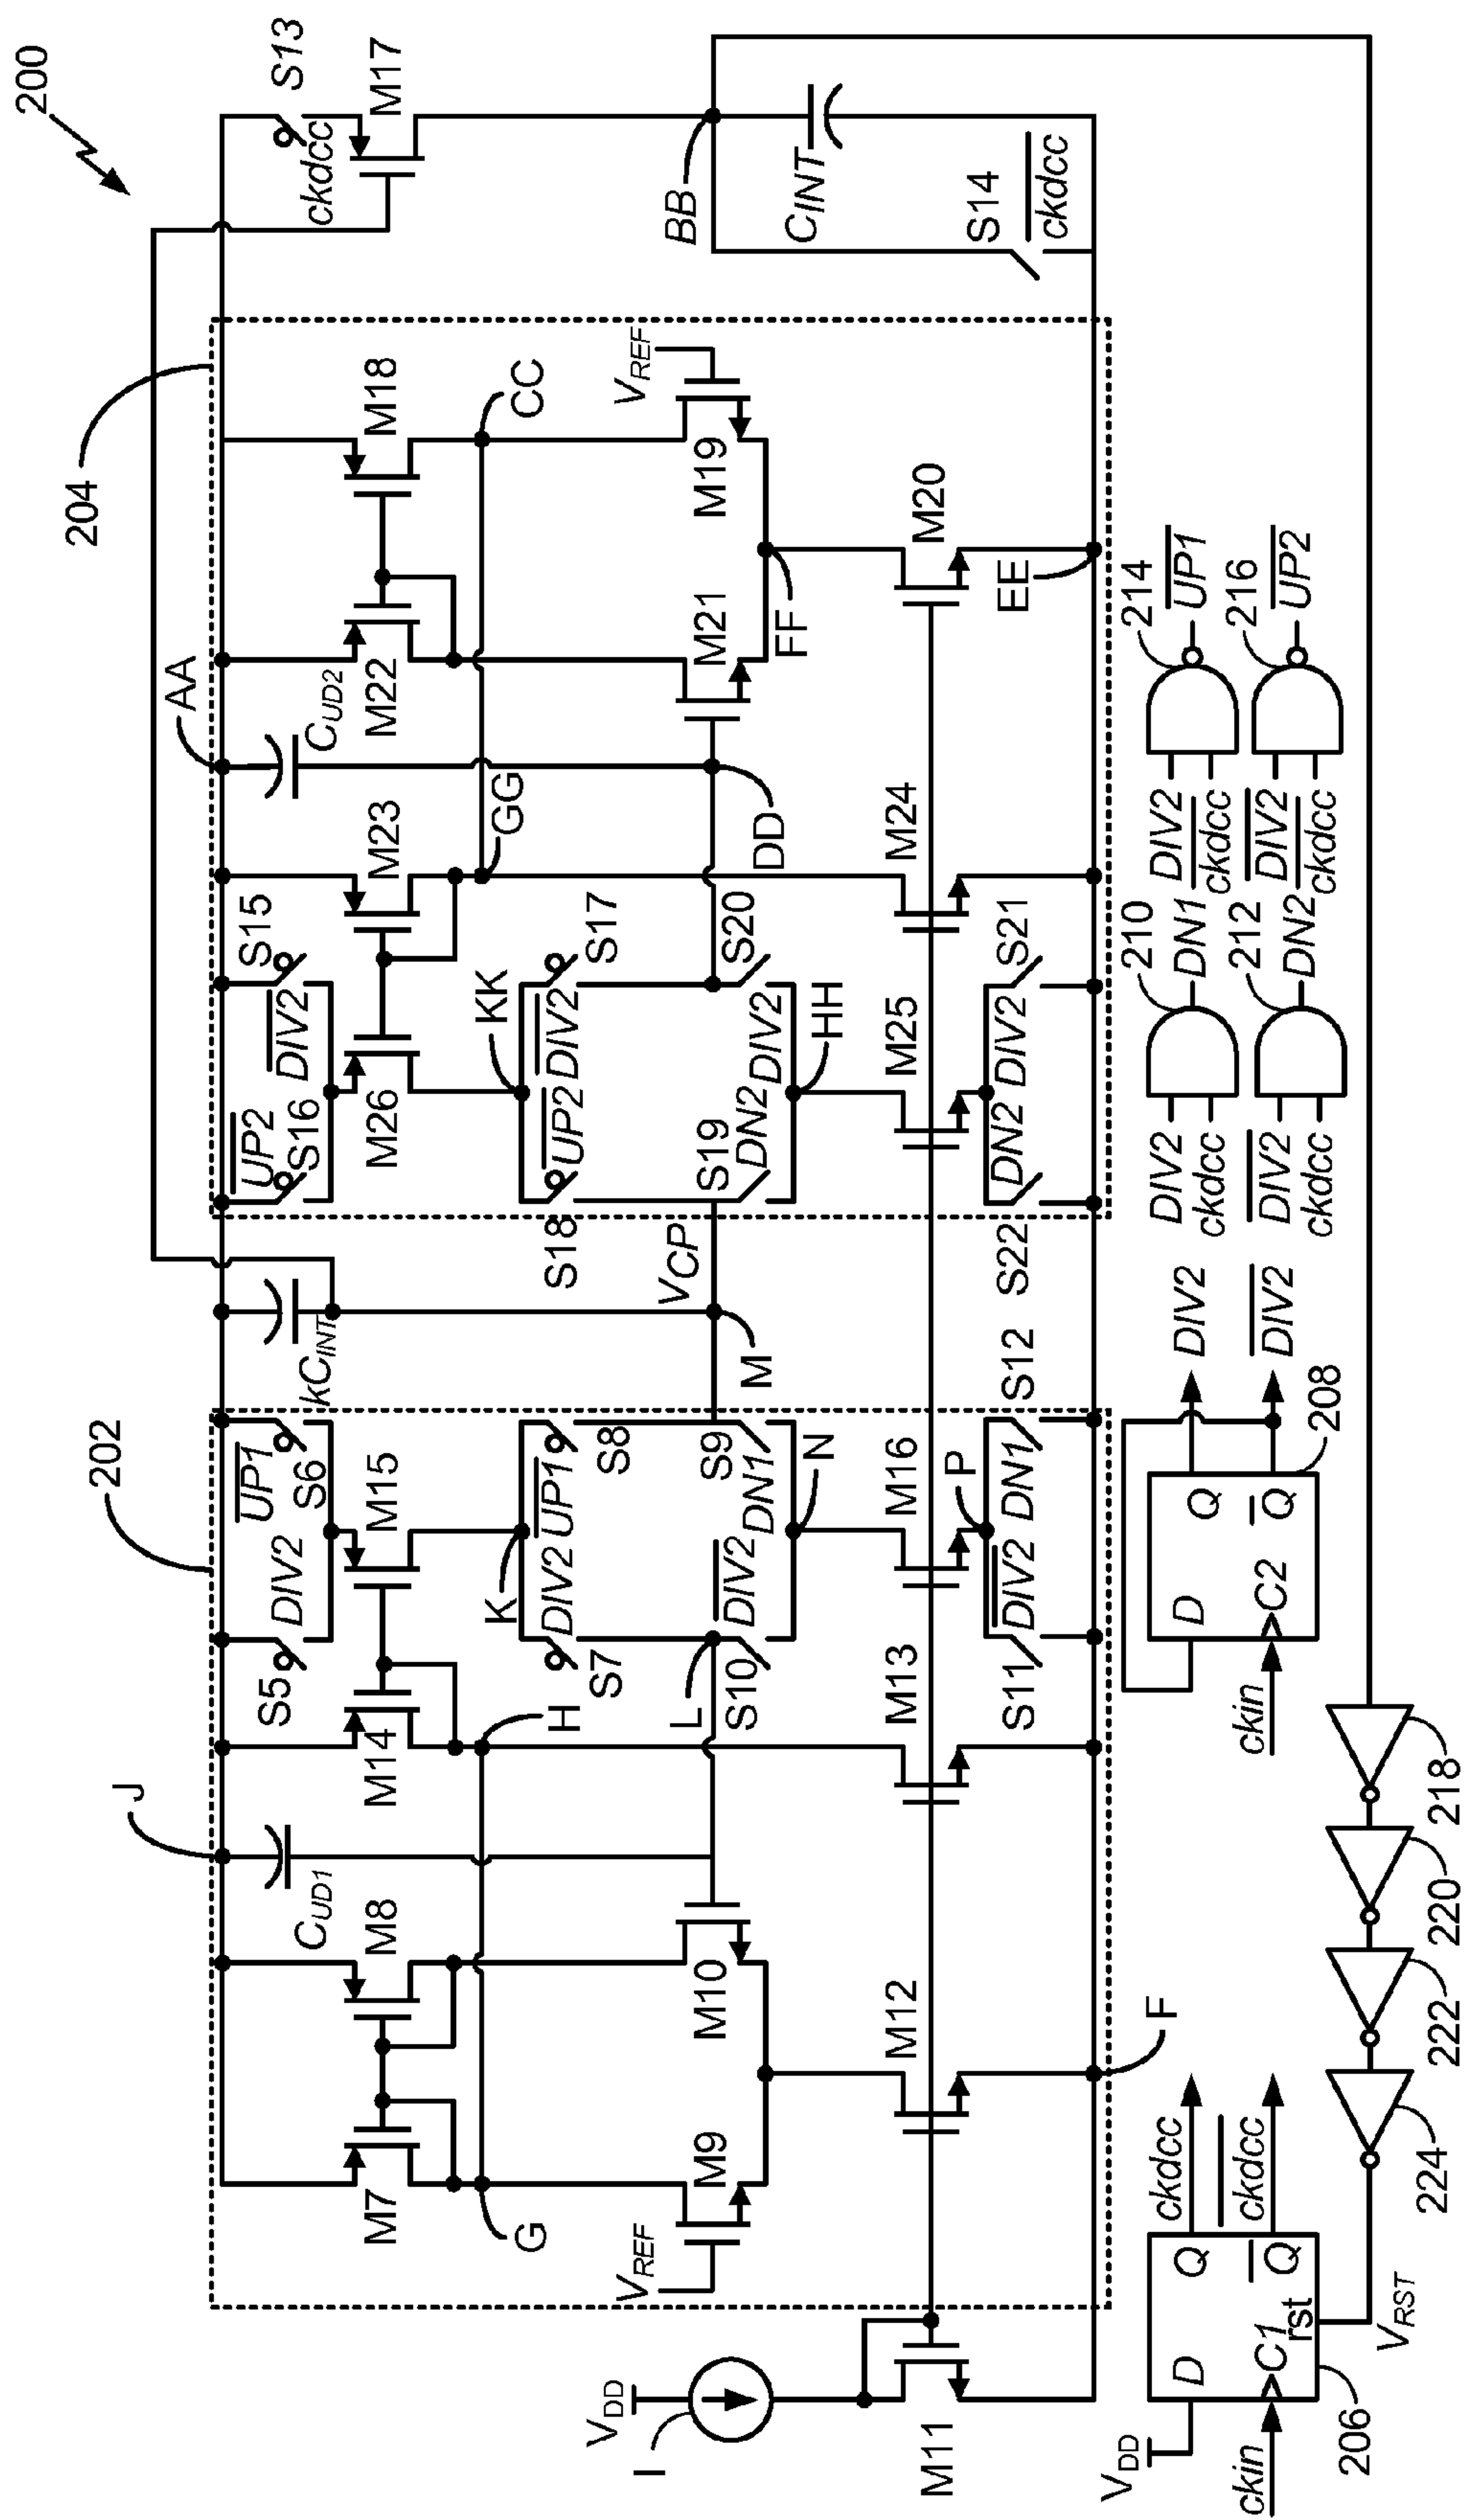 200
204
202
AA
J
S13
ckdcc
M17
BB
CINT
S14
ckdcc
M18
CC
VREF
M19
M20
EE
FF
M21
M22
CUD2
M23
GG
DD
M24
S15
DIV2
UP2
S16
M26
KK
S17
DIV2
UP2
S18
S19
S20
DN2
DIV2
HH
M25
S21
DIV2
DN2
S22
VCP
M
kCINT
UP1
S6
DIV2
S5
M15
M14
K
UP1
DIV2
S8
S7
S9
DN1
DIV2
S10
L
N
H
M16
P
M13
S12
DN1
DIV2
S11
CUD1
M8
M7
M10
M9
G
VREF
M12
F
VDD
I
M11
VDD
ckin
D
Q
C1
Q
rst
206
VRST
ckdcc
ckdcc
ckin
D
Q
C2
Q
208
DIV2
DIV2
DIV2
ckdcc
210
DN1
DIV2
ckdcc
212
DN2
DIV2
ckdcc
214
UP1
DIV2
ckdcc
216
UP2
218
220
222
224